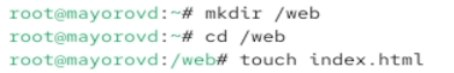 root@mayorovd:~# mkdir /web
root@mayorovd:~# cd /web
root@mayorovd:/web# touch index.html